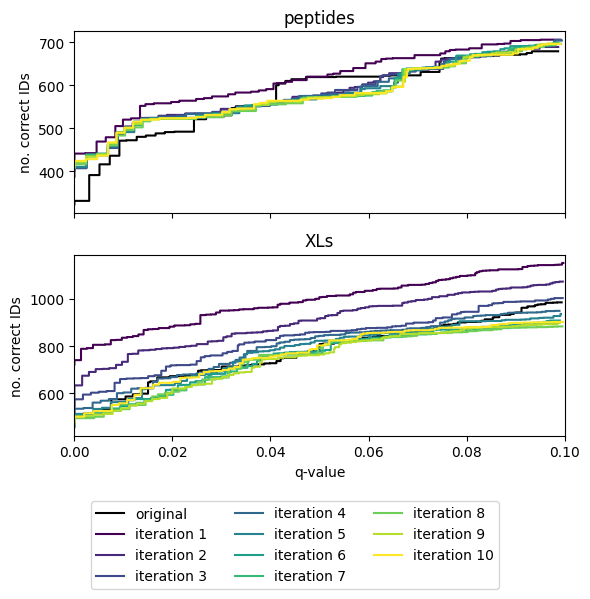 peptides
no. correct IDs
700
600
500
400
XLs
no. correct IDs
1000
800
600
0.00 0.02 0.04 0.06 0.08 0.10
q-value
original iteration 4 iteration 8
iteration 1 iteration 5 iteration 9
iteration 2 iteration 6 iteration 10
iteration 3 iteration 7